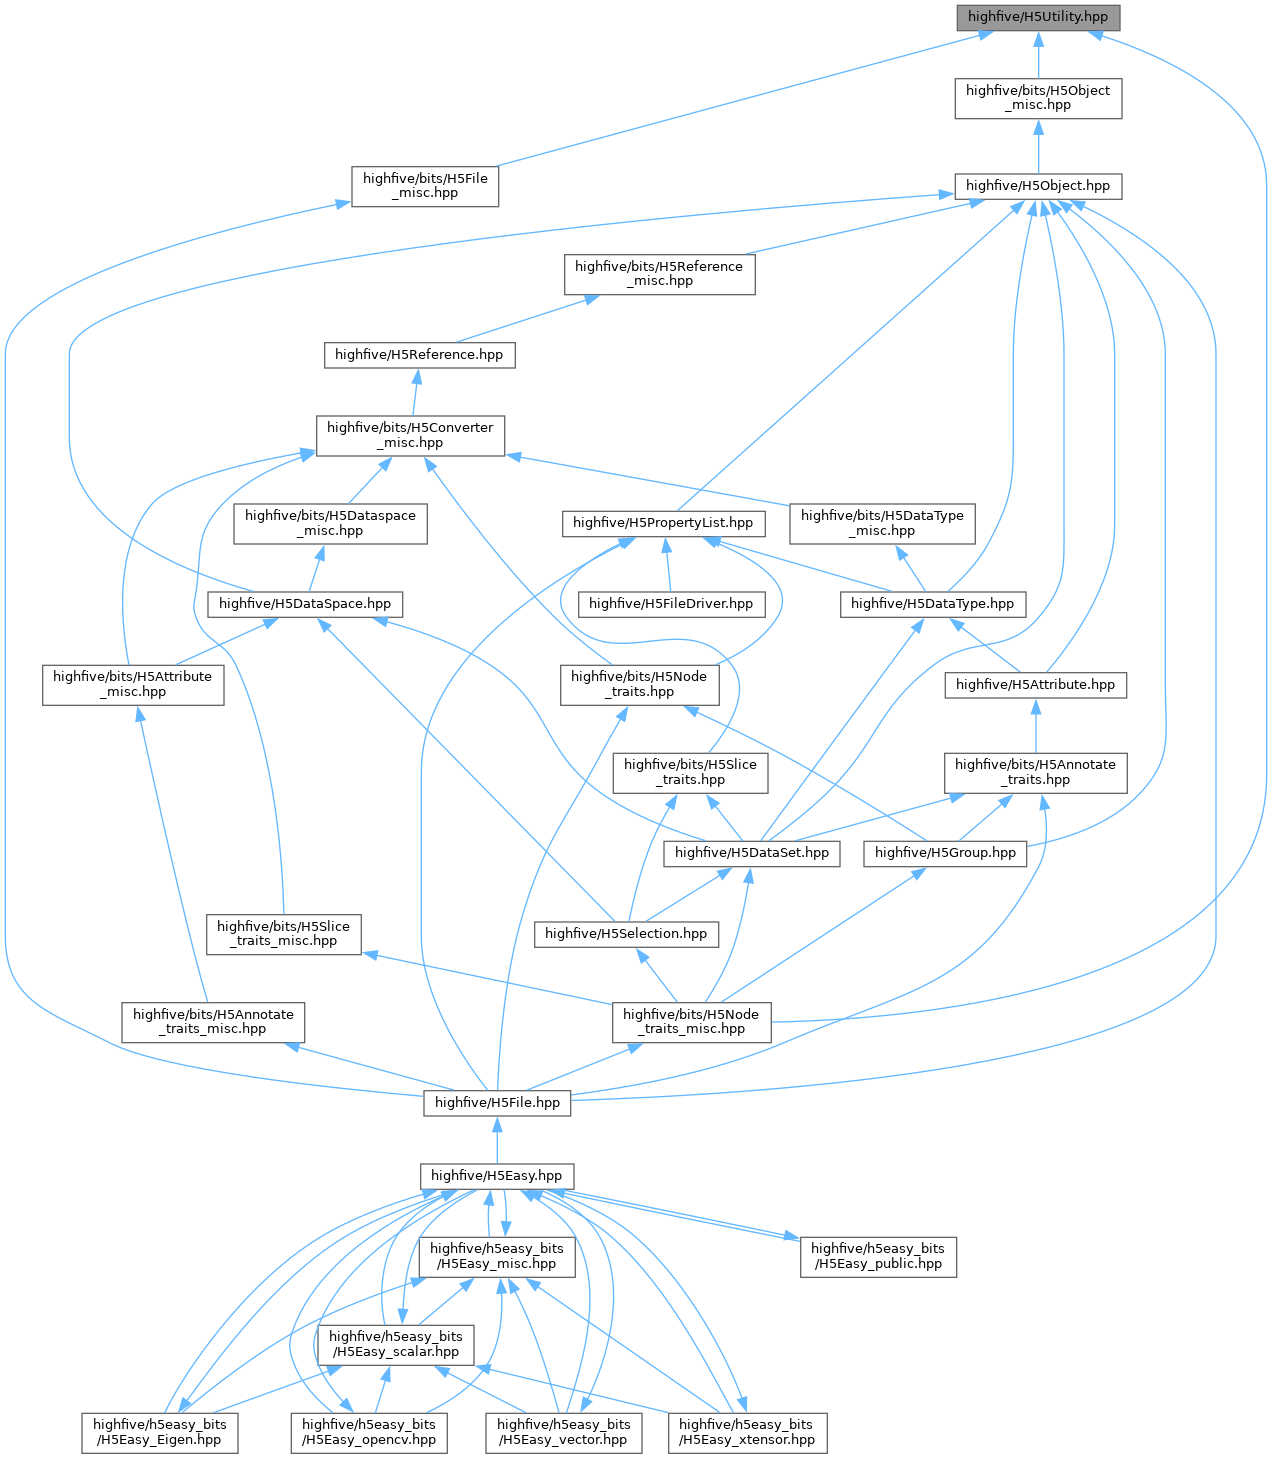 highfive/H5Utility.hpp
highfive/bits/H5Object
_misc.hpp
highfive/bits/H5File
_misc.hpp
highfive/H5Object.hpp
highfive/bits/H5Reference
_misc.hpp
highfive/H5Reference.hpp
highfive/bits/H5Converter
_misc.hpp
highfive/bits/H5Dataspace
_misc.hpp
highfive/H5PropertyList.hpp
highfive/bits/H5DataType
_misc.hpp
highfive/H5DataSpace.hpp
highfive/H5FileDriver.hpp
highfive/H5DataType.hpp
highfive/bits/H5Attribute
_misc.hpp
highfive/bits/H5Node
_traits.hpp
highfive/H5Attribute.hpp
highfive/bits/H5Slice
_traits.hpp
highfive/bits/H5Annotate
_traits.hpp
highfive/H5DataSet.hpp
highfive/H5Group.hpp
highfive/bits/H5Slice
_traits_misc.hpp
highfive/H5Selection.hpp
highfive/bits/H5Annotate
_traits_misc.hpp
highfive/bits/H5Node
_traits_misc.hpp
highfive/H5File.hpp
highfive/H5Easy.hpp
highfive/h5easy_bits
/H5Easy_misc.hpp
highfive/h5easy_bits
/H5Easy_public.hpp
highfive/h5easy_bits
/H5Easy_scalar.hpp
highfive/h5easy_bits
/H5Easy_Eigen.hpp
highfive/h5easy_bits
/H5Easy_opencv.hpp
highfive/h5easy_bits
/H5Easy_vector.hpp
highfive/h5easy_bits
/H5Easy_xtensor.hpp